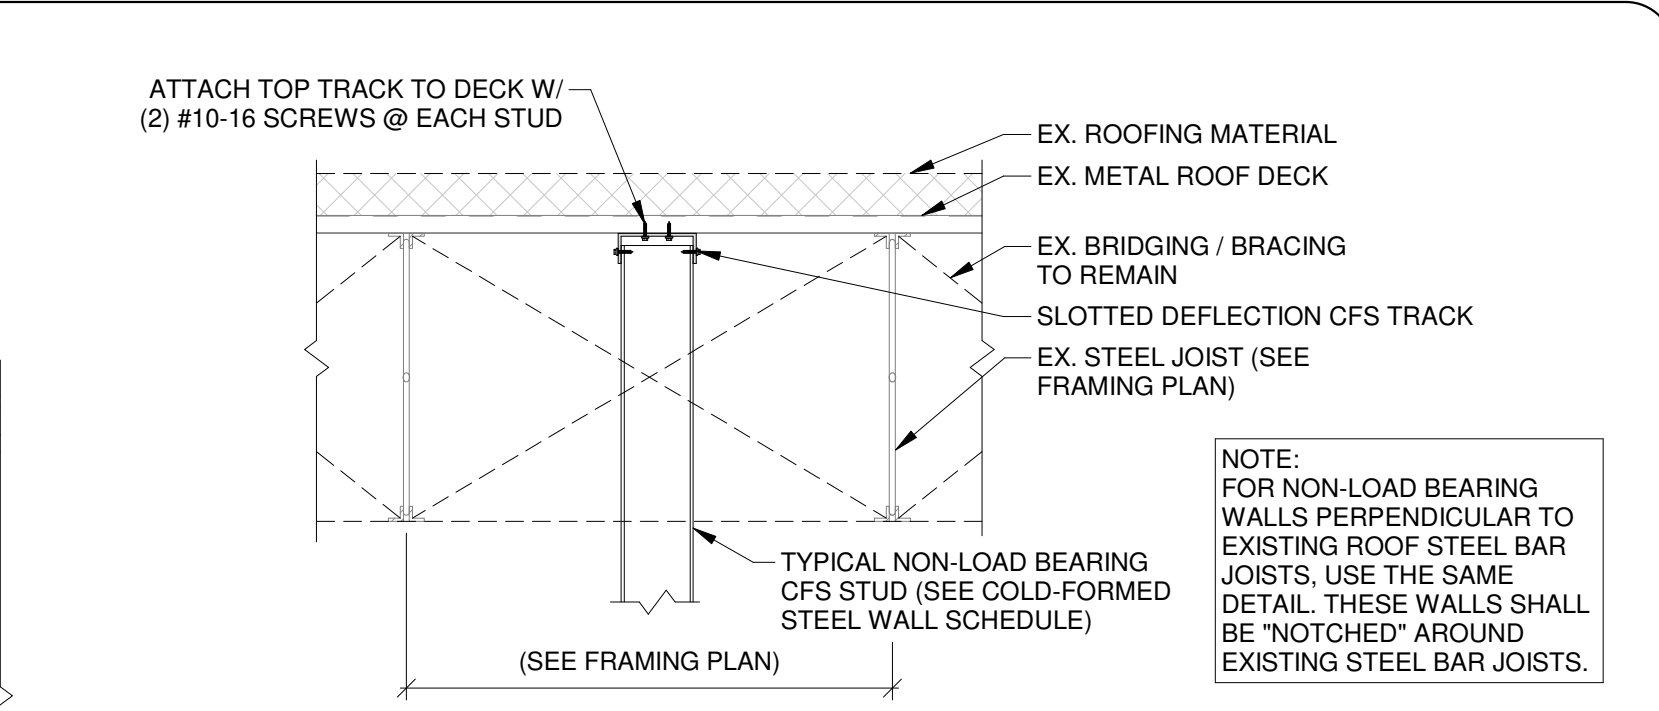 ATTACH TOP TRACK TO DECK W/
(2) #10-16 SCREWS @ EACH STUD
EX. ROOFING MATERIAL
EX. METAL ROOF DECK
EX. BRIDGING / BRACING
TO REMAIN
SLOTTED DEFLECTION CFS TRACK
EX. STEEL JOIST (SEE
FRAMING PLAN)
TYPICAL NON-LOAD BEARING
CFS STUD (SEE COLD-FORMED
STEEL WALL SCHEDULE)
(SEE FRAMING PLAN)
NOTE:
FOR NON-LOAD BEARING
WALLS PERPENDICULAR TO
EXISTING ROOF STEEL BAR
JOISTS, USE THE SAME
DETAIL. THESE WALLS SHALL
BE "NOTCHED" AROUND
EXISTING STEEL BAR JOISTS.